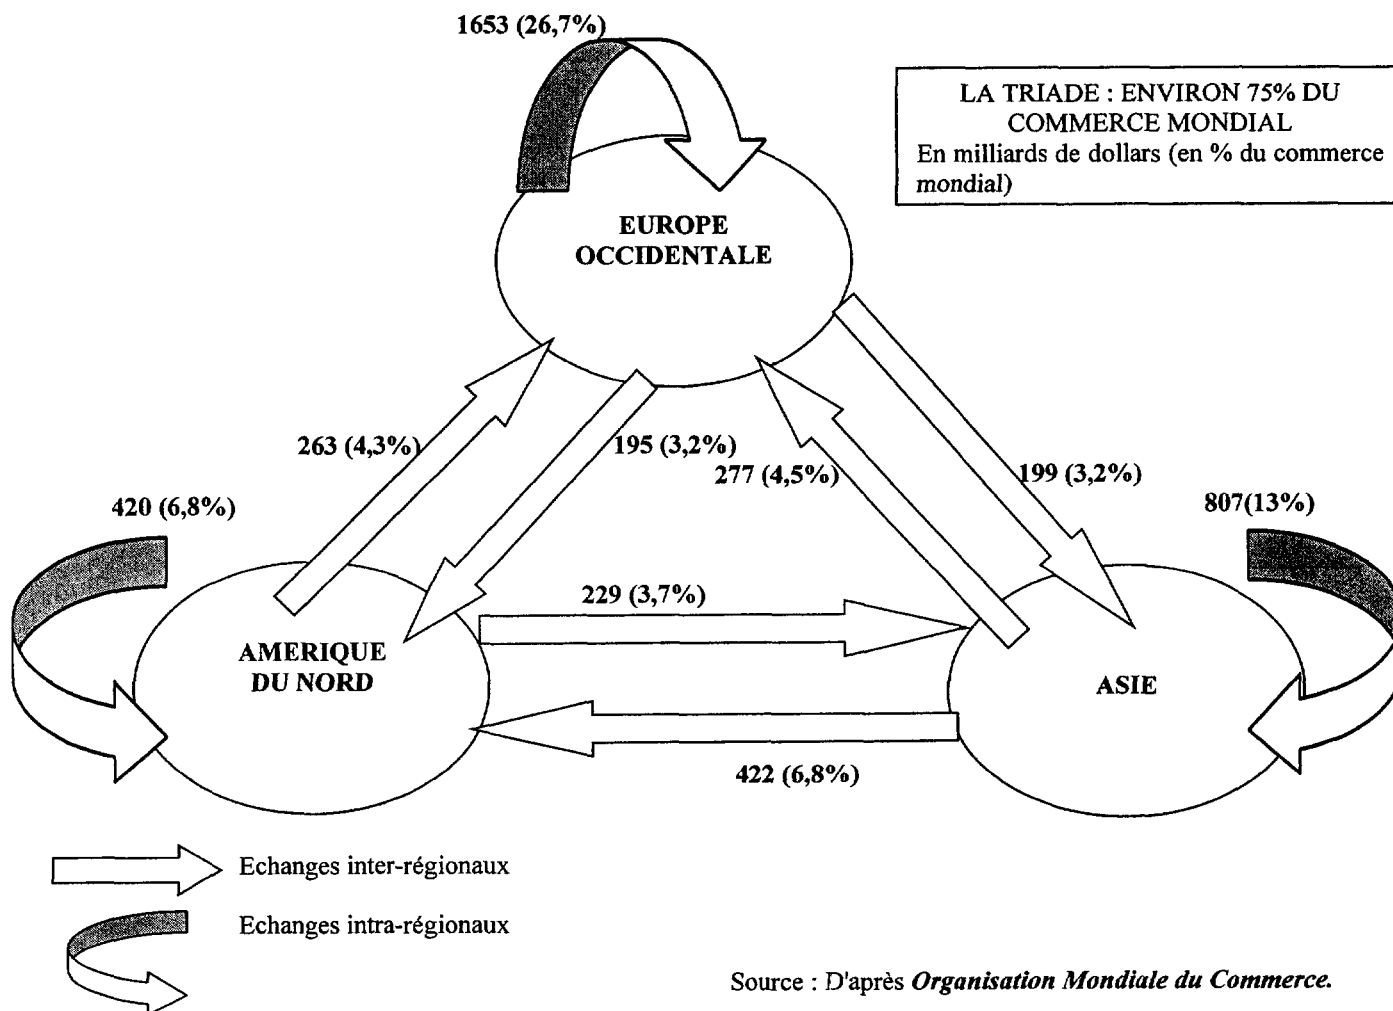 1653 (26,7%)
LA TRIADE : ENVIRON 75% DU
COMMERCE MONDIAL
En milliards de dollars (en % du commerce
mondial)
EUROPE
OCCIDENTALE
263 (4,3%)
195 (3,2%)
277 (4,5%)
199 (3,2%)
420 (6,8%)
807(13%)
229 (3,7%)
AMERIQUE
DU NORD
ASIE
422 (6,8%)
Echanges inter-régionaux
Echanges intra-régionaux
Source : D'après Organisation Mondiale du Commerce.